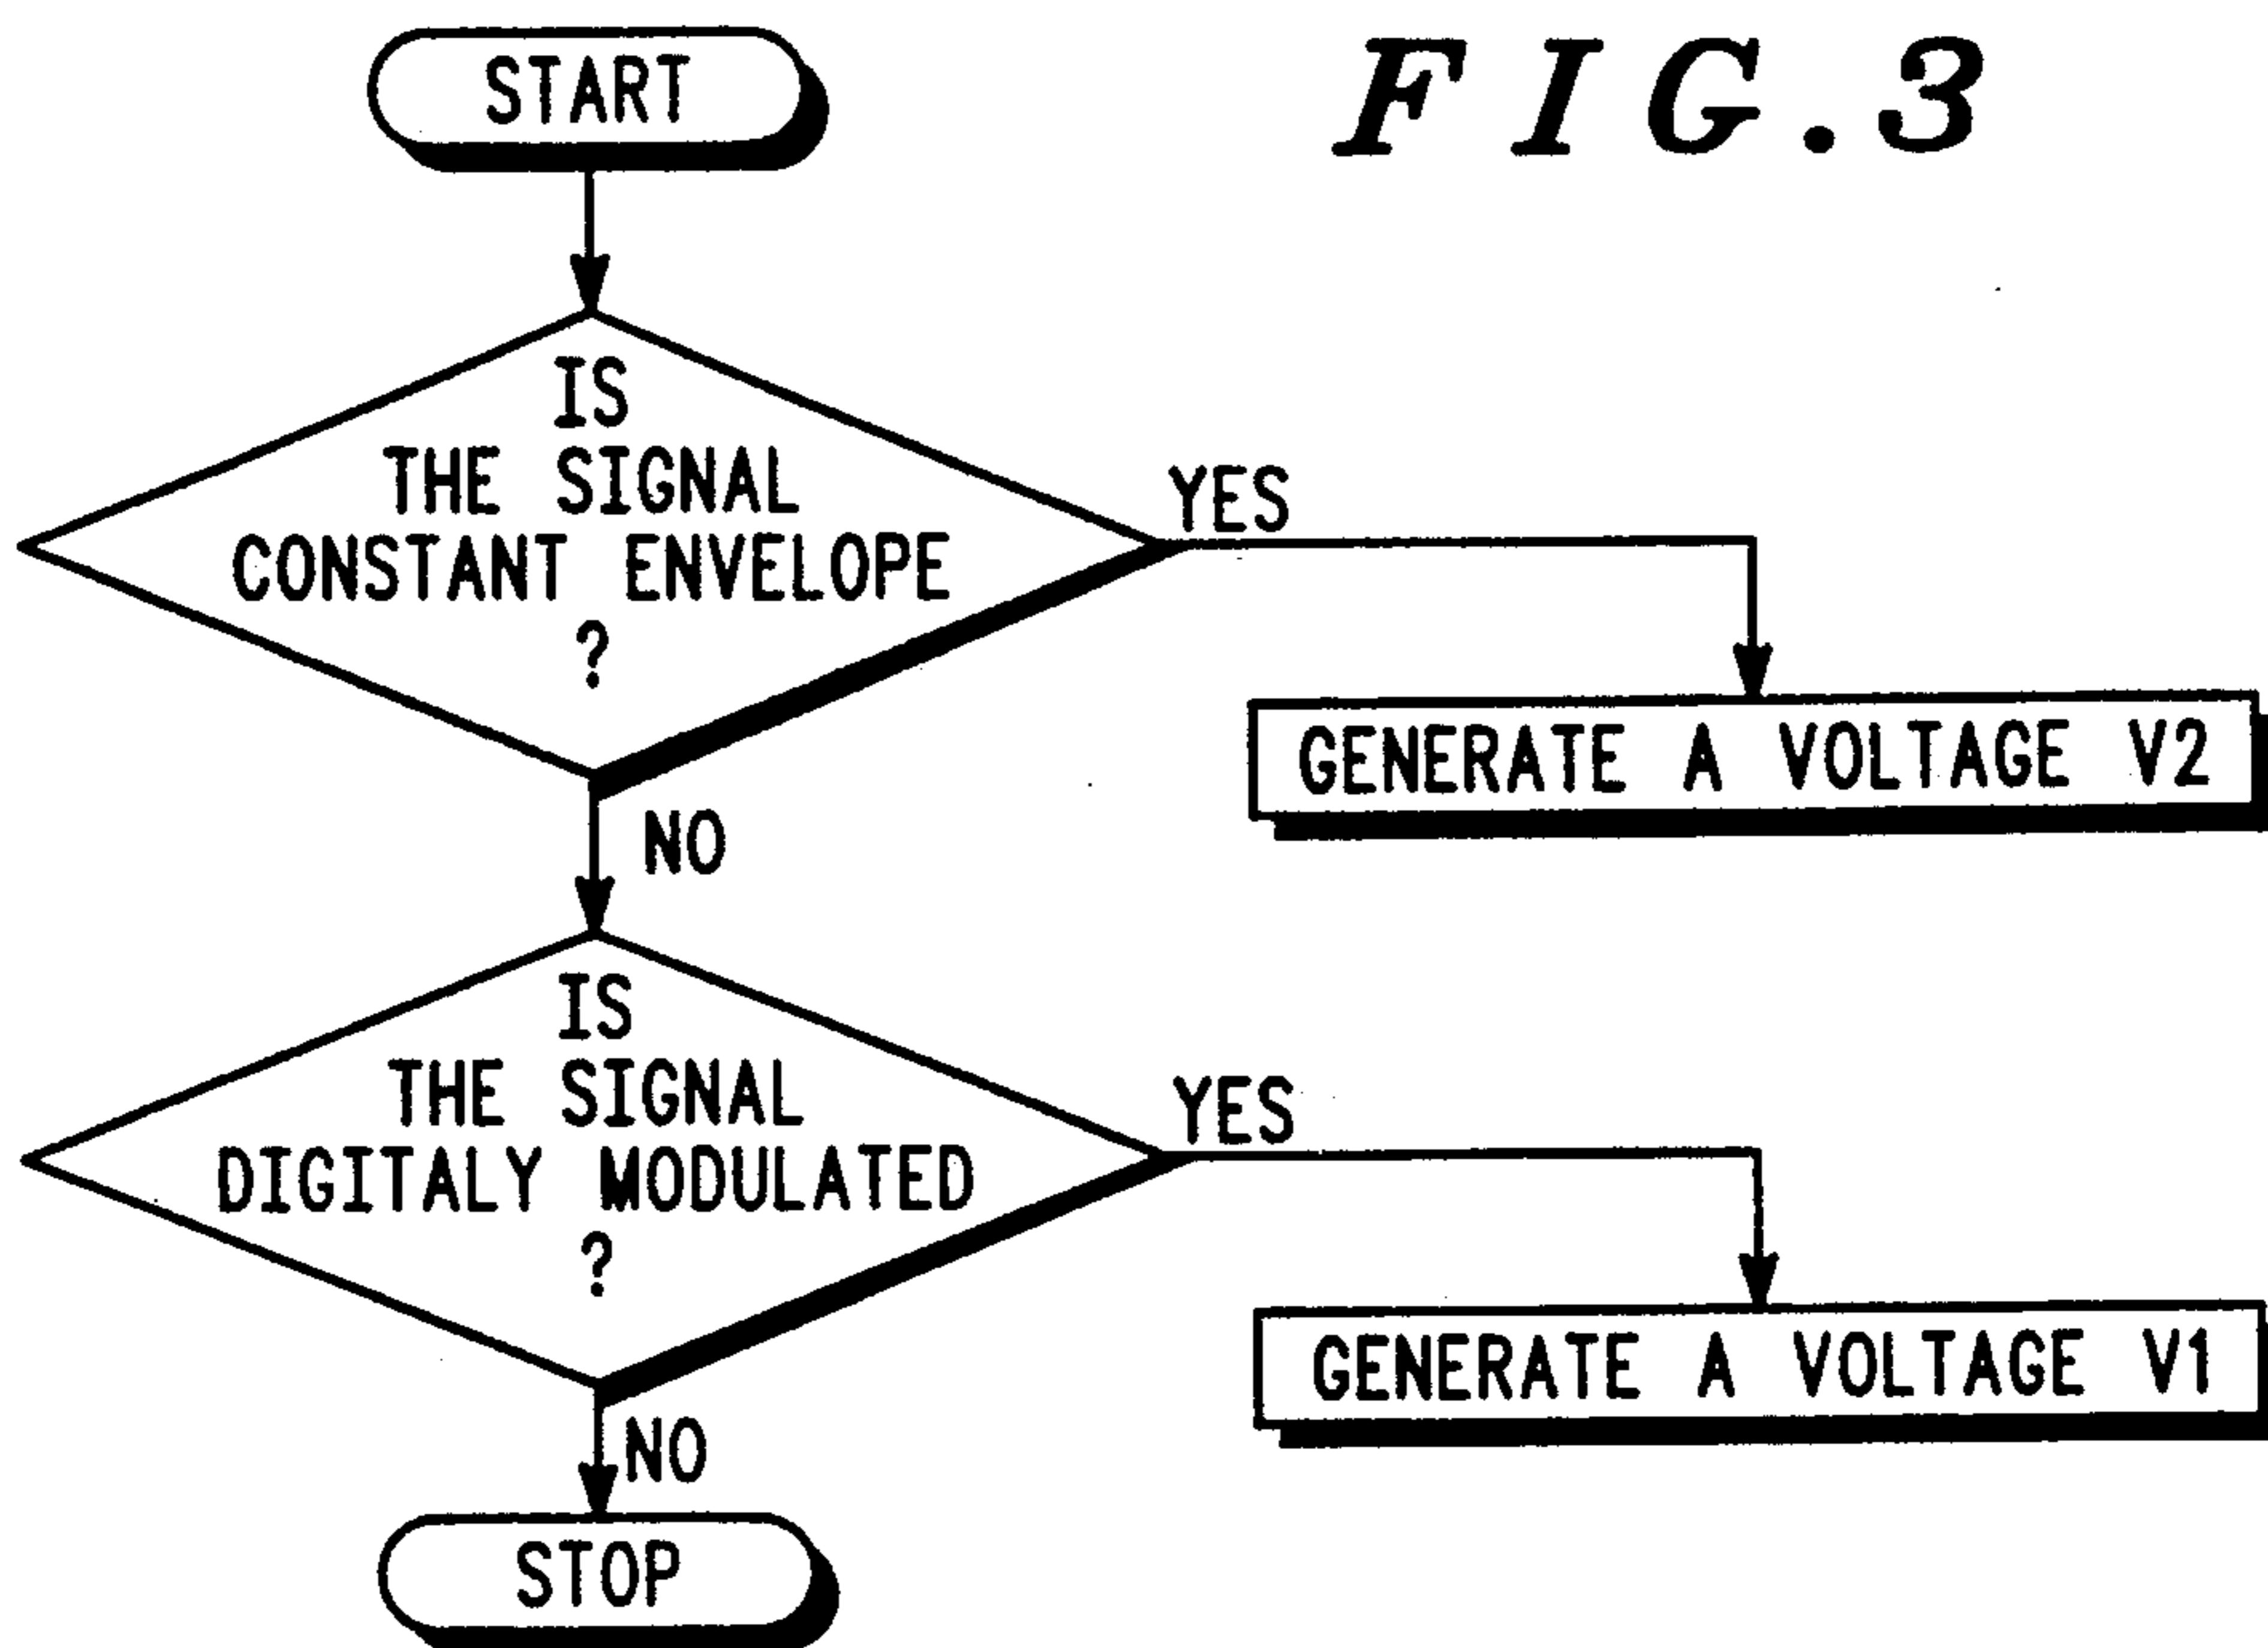 START
FIG.3
IS
THE SIGNAL
CONSTANT ENVELOPE
?
YES
GENERATE A VOLTAGE V2
NO
IS
THE SIGNAL
DIGITALY MODULATED
?
YES
GENERATE A VOLTAGE V1
NO
STOP